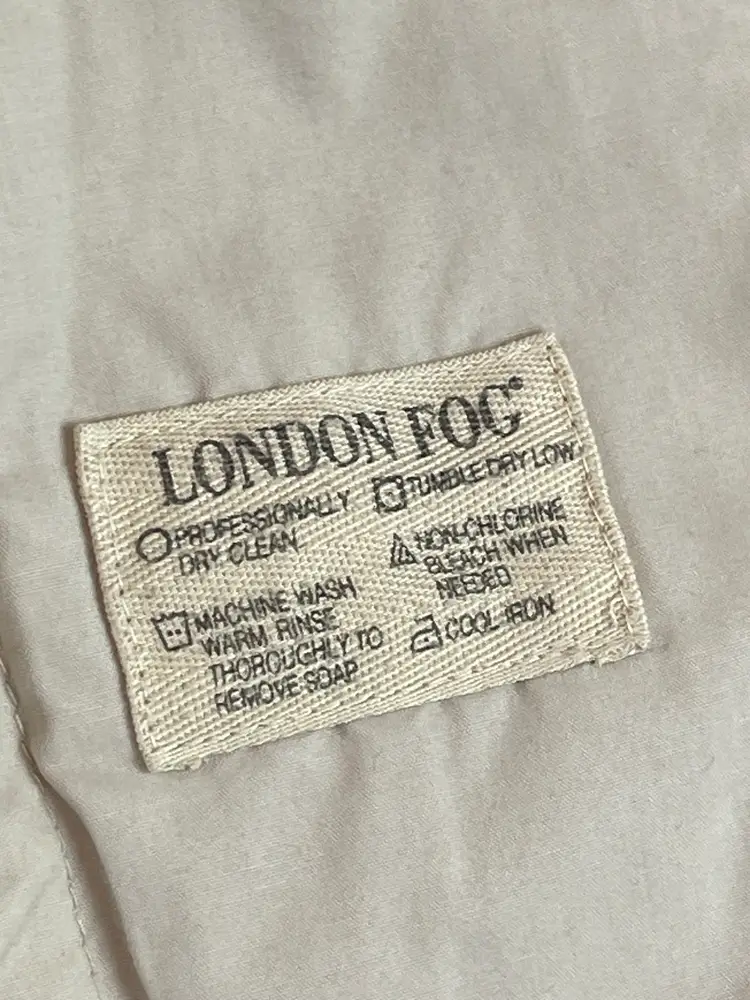 LONDON FOG®
PROFESSIONALLY
DRY CLEAN
MACHINE WASH
WARM RINSE
THOROUGHLY TO
REMOVE SOAP
TUMBLE DRY LOW
NON-CHLORINE
BLEACH WHEN
NEEDED
COOL IRON